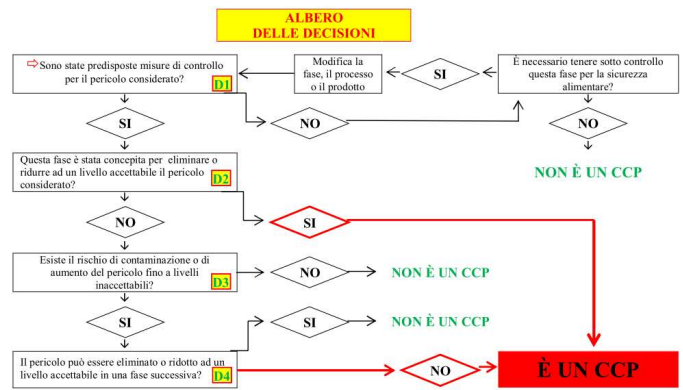 ALBERO
DELLE DECISIONI
⇨Sono state predisposte misure di controllo
per il pericolo considerato?
D1
Modifica la
fase, il processo
o il prodotto
SI
È necessario tenere sotto controllo
questa fase per la sicurezza
alimentare?
SI
NO
NO
NON È UN CCP
Questa fase è stata concepita per eliminare o
ridurre ad un livello accettabile il pericolo
considerato?
D2
NO
SI
Esiste il rischio di contaminazione o di
aumento del pericolo fino a livelli
inaccettabili?
D3
NO
NON È UN CCP
SI
SI
NON È UN CCP
Il pericolo può essere eliminato o ridotto ad un
livello accettabile in una fase successiva?
D4
NO
È UN CCP